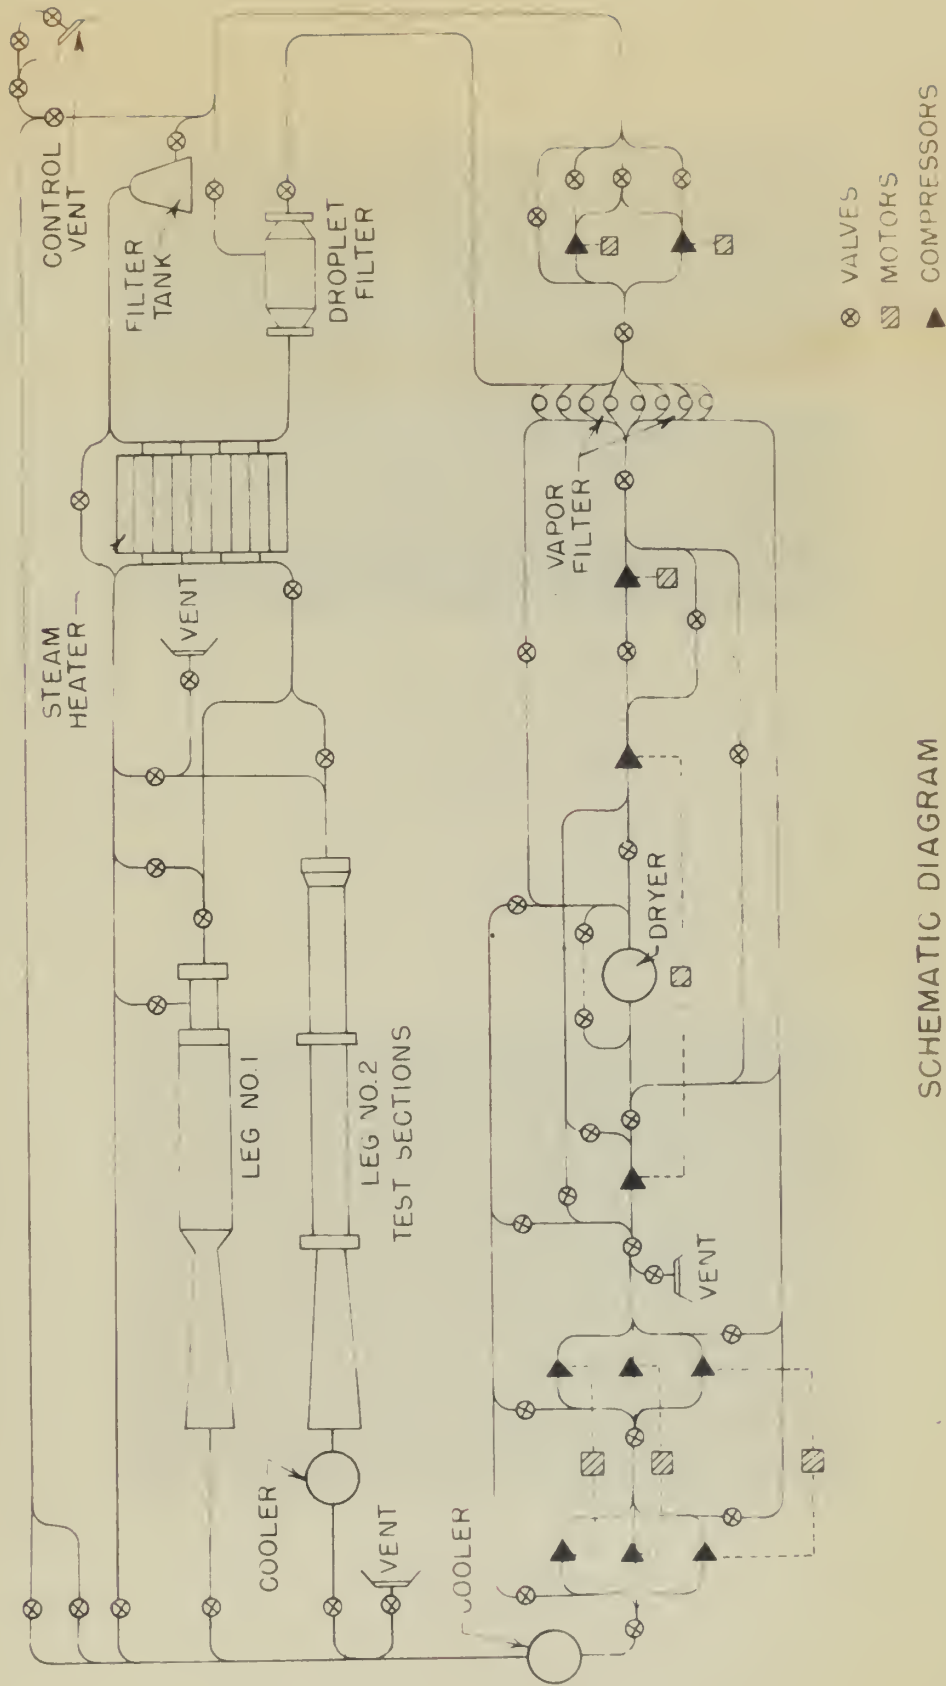 CONTROL
VENT
FILTER
TANK
DROPLET
FILTER
STEAM
HEATER
VENT
LEG NO. 1
LEG NO. 2
TEST SECTIONS
COOLER
VENT
COOLER
VAPOR
FILTER
DRYER
VENT
VALVES
MOTORS
COMPRESSORS
SCHEMATIC DIAGRAM